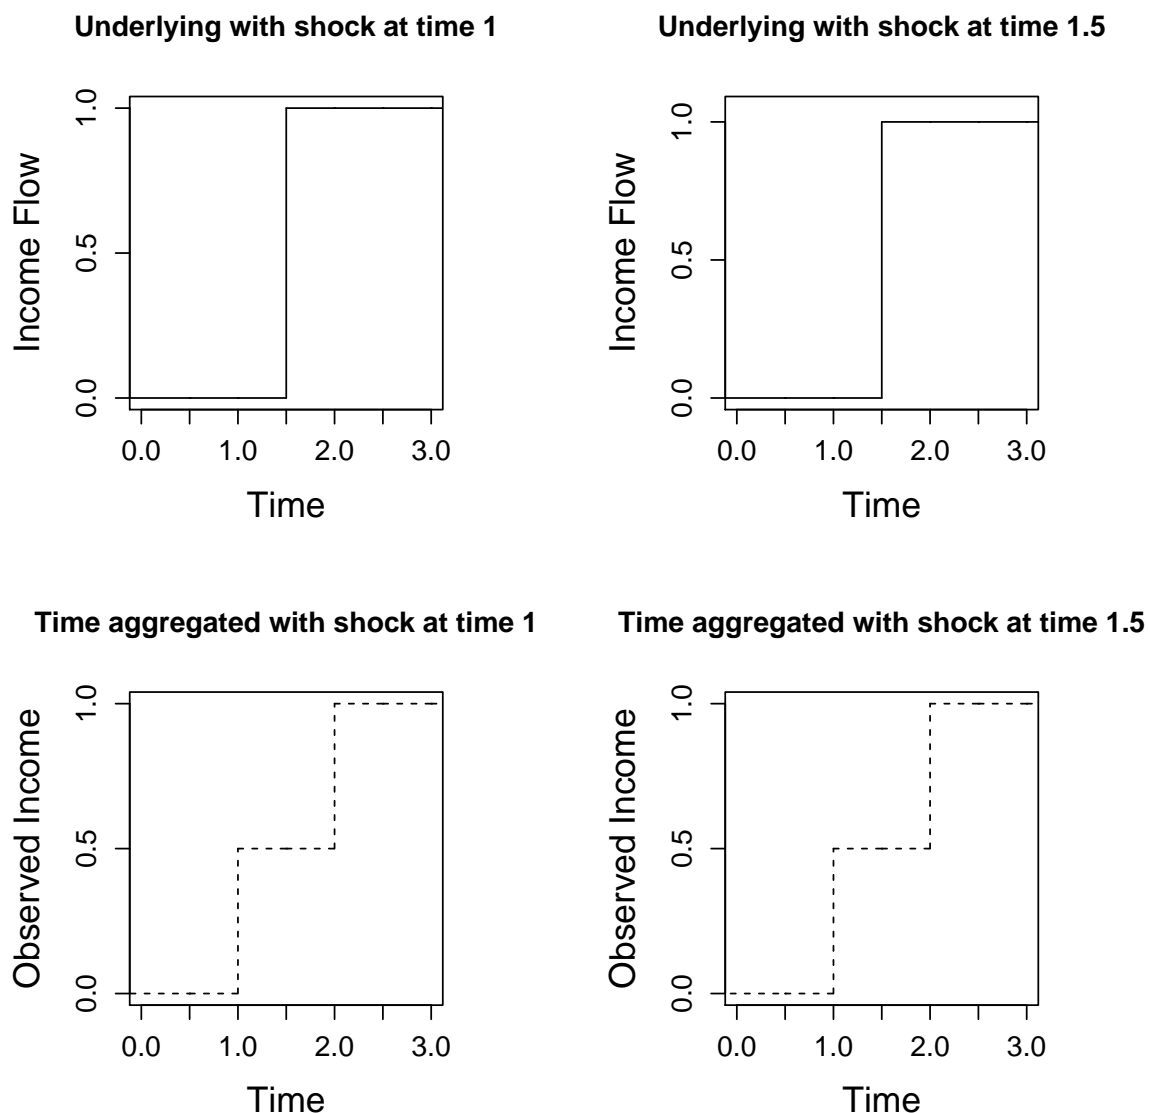 Underlying with shock at time 1
Underlying with shock at time 1.5
Income Flow
1.0
0.5
0.0
0.0 1.0 2.0 3.0
Time
Income Flow
1.0
0.5
0.0
0.0 1.0 2.0 3.0
Time
Time aggregated with shock at time 1
Time aggregated with shock at time 1.5
Observed Income
1.0
0.5
0.0
0.0 1.0 2.0 3.0
Time
Observed Income
1.0
0.5
0.0
0.0 1.0 2.0 3.0
Time